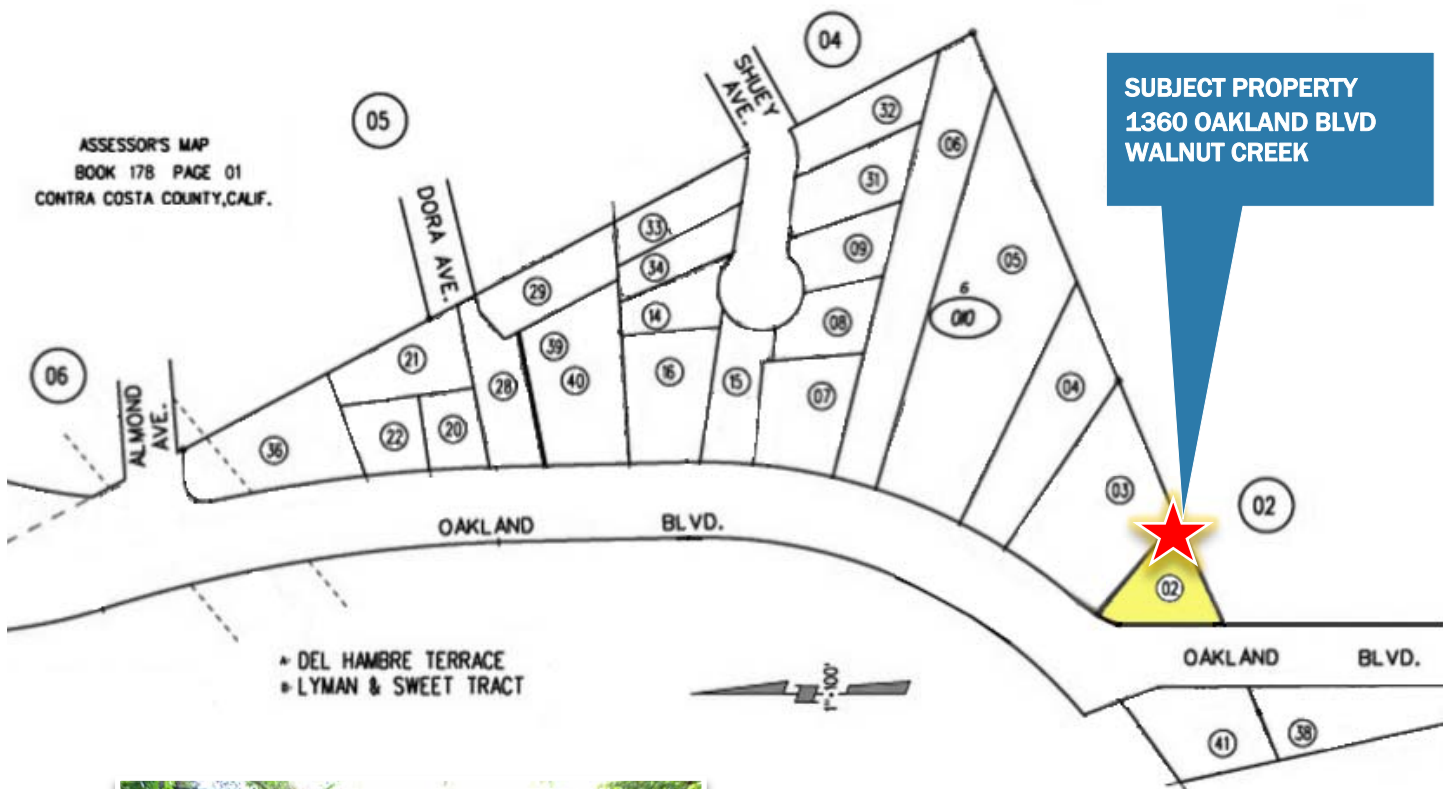 ASSESSOR'S MAP
BOOK 178 PAGE 01
CONTRA COSTA COUNTY, CALIF.
SUBJECT PROPERTY
1360 OAKLAND BLVD
WALNUT CREEK
04
05
06
02
SHUEY
AVE.
DORA AVE.
ALMOND
AVE.
32
06
31
33
09
34
05
29
6
14
08
21
39
40
16
15
07
28
04
22
20
36
03
02
OAKLAND BLVD.
OAKLAND BLVD.
DEL HAMBRE TERRACE
LYMAN & SWEET TRACT
1"=100'
41
38